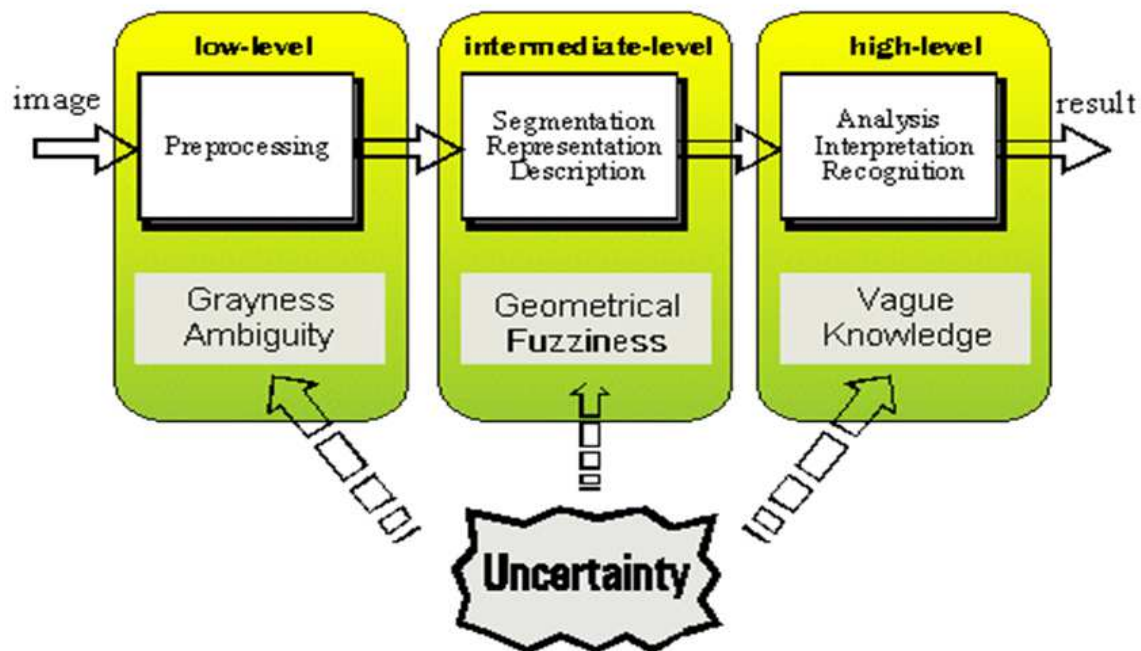 low-level
intermediate-level
high-level
image
Preprocessing
Segmentation
Representation
Description
Analysis
Interpretation
Recognition
result
Grayness
Ambiguity
Geometrical
Fuzziness
Vague
Knowledge
Uncertainty